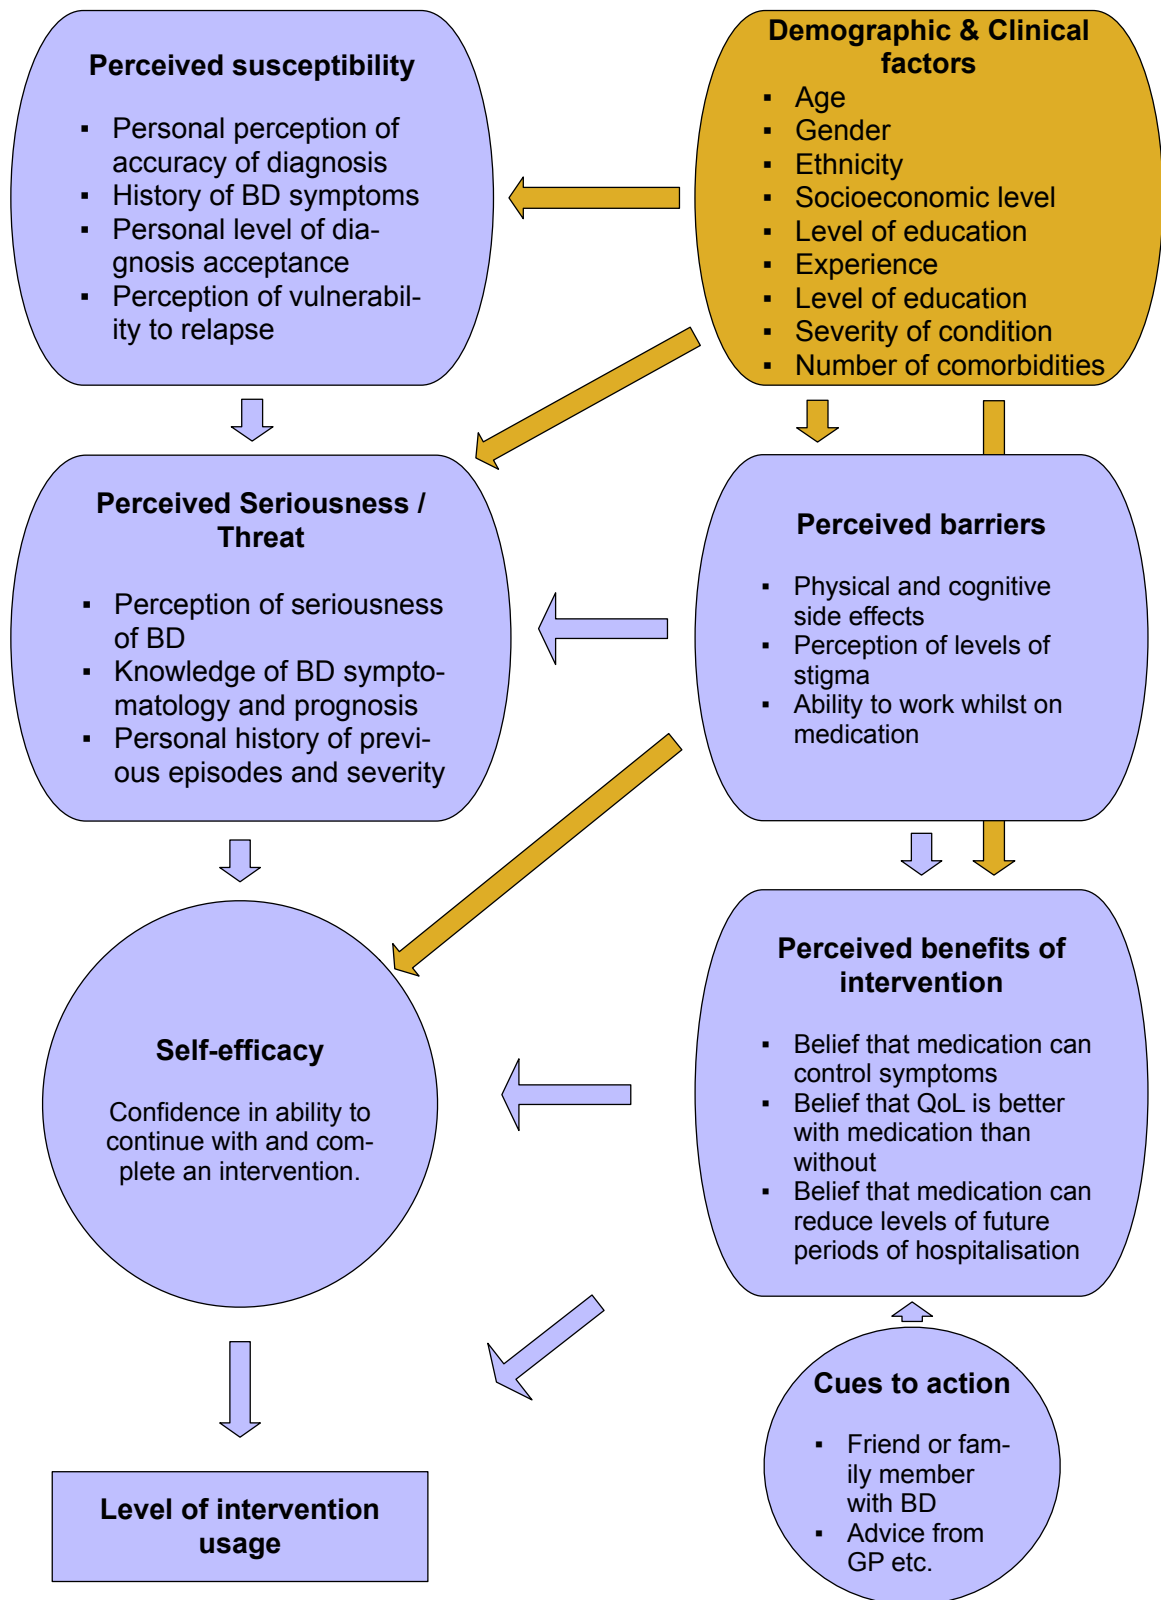 Perceived susceptibility
▪ Personal perception of
accuracy of diagnosis
▪ History of BD symptoms
▪ Personal level of dia-
gnosis acceptance
▪ Perception of vulnerabil-
ity to relapse
Demographic & Clinical
factors
▪ Age
▪ Gender
▪ Ethnicity
▪ Socioeconomic level
▪ Level of education
▪ Experience
▪ Level of education
▪ Severity of condition
▪ Number of comorbidities
Perceived Seriousness /
Threat
▪ Perception of seriousness
of BD
▪ Knowledge of BD sympto-
matology and prognosis
▪ Personal history of previ-
ous episodes and severity
Perceived barriers
▪ Physical and cognitive
side effects
▪ Perception of levels of
stigma
▪ Ability to work whilst on
medication
Self-efficacy
Confidence in ability to
continue with and com-
plete an intervention.
Perceived benefits of
intervention
▪ Belief that medication can
control symptoms
▪ Belief that QoL is better
with medication than
without
▪ Belief that medication can
reduce levels of future
periods of hospitalisation
Level of intervention
usage
Cues to action
▪ Friend or fam-
ily member
with BD
▪ Advice from
GP etc.